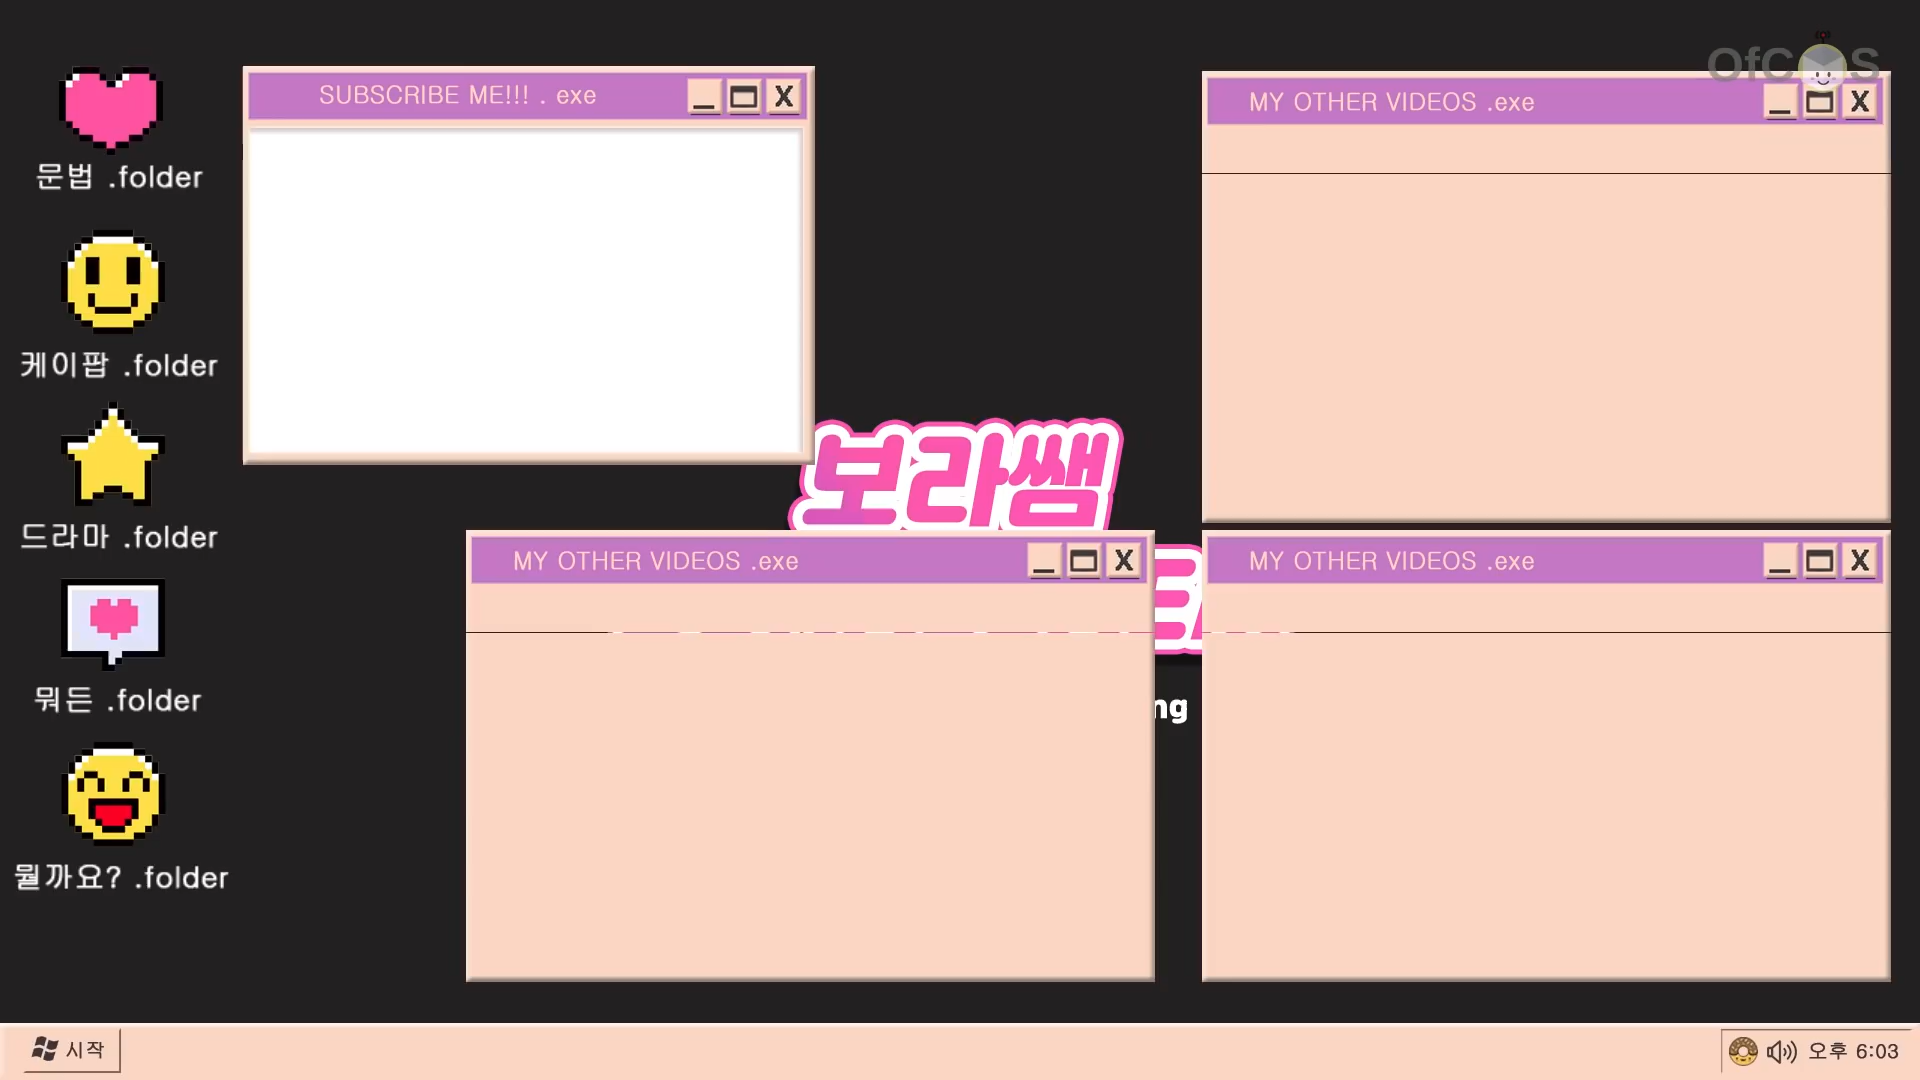 OfC S
SUBSCRIBE ME!!! . exe
MY OTHER VIDEOS .exe
문법 .folder
케이팝 .folder
드라마 .folder
뭐든 .folder
뭘까요? .folder
보라쌤
MY OTHER VIDEOS .exe
MY OTHER VIDEOS .exe
시작
오후 6:03